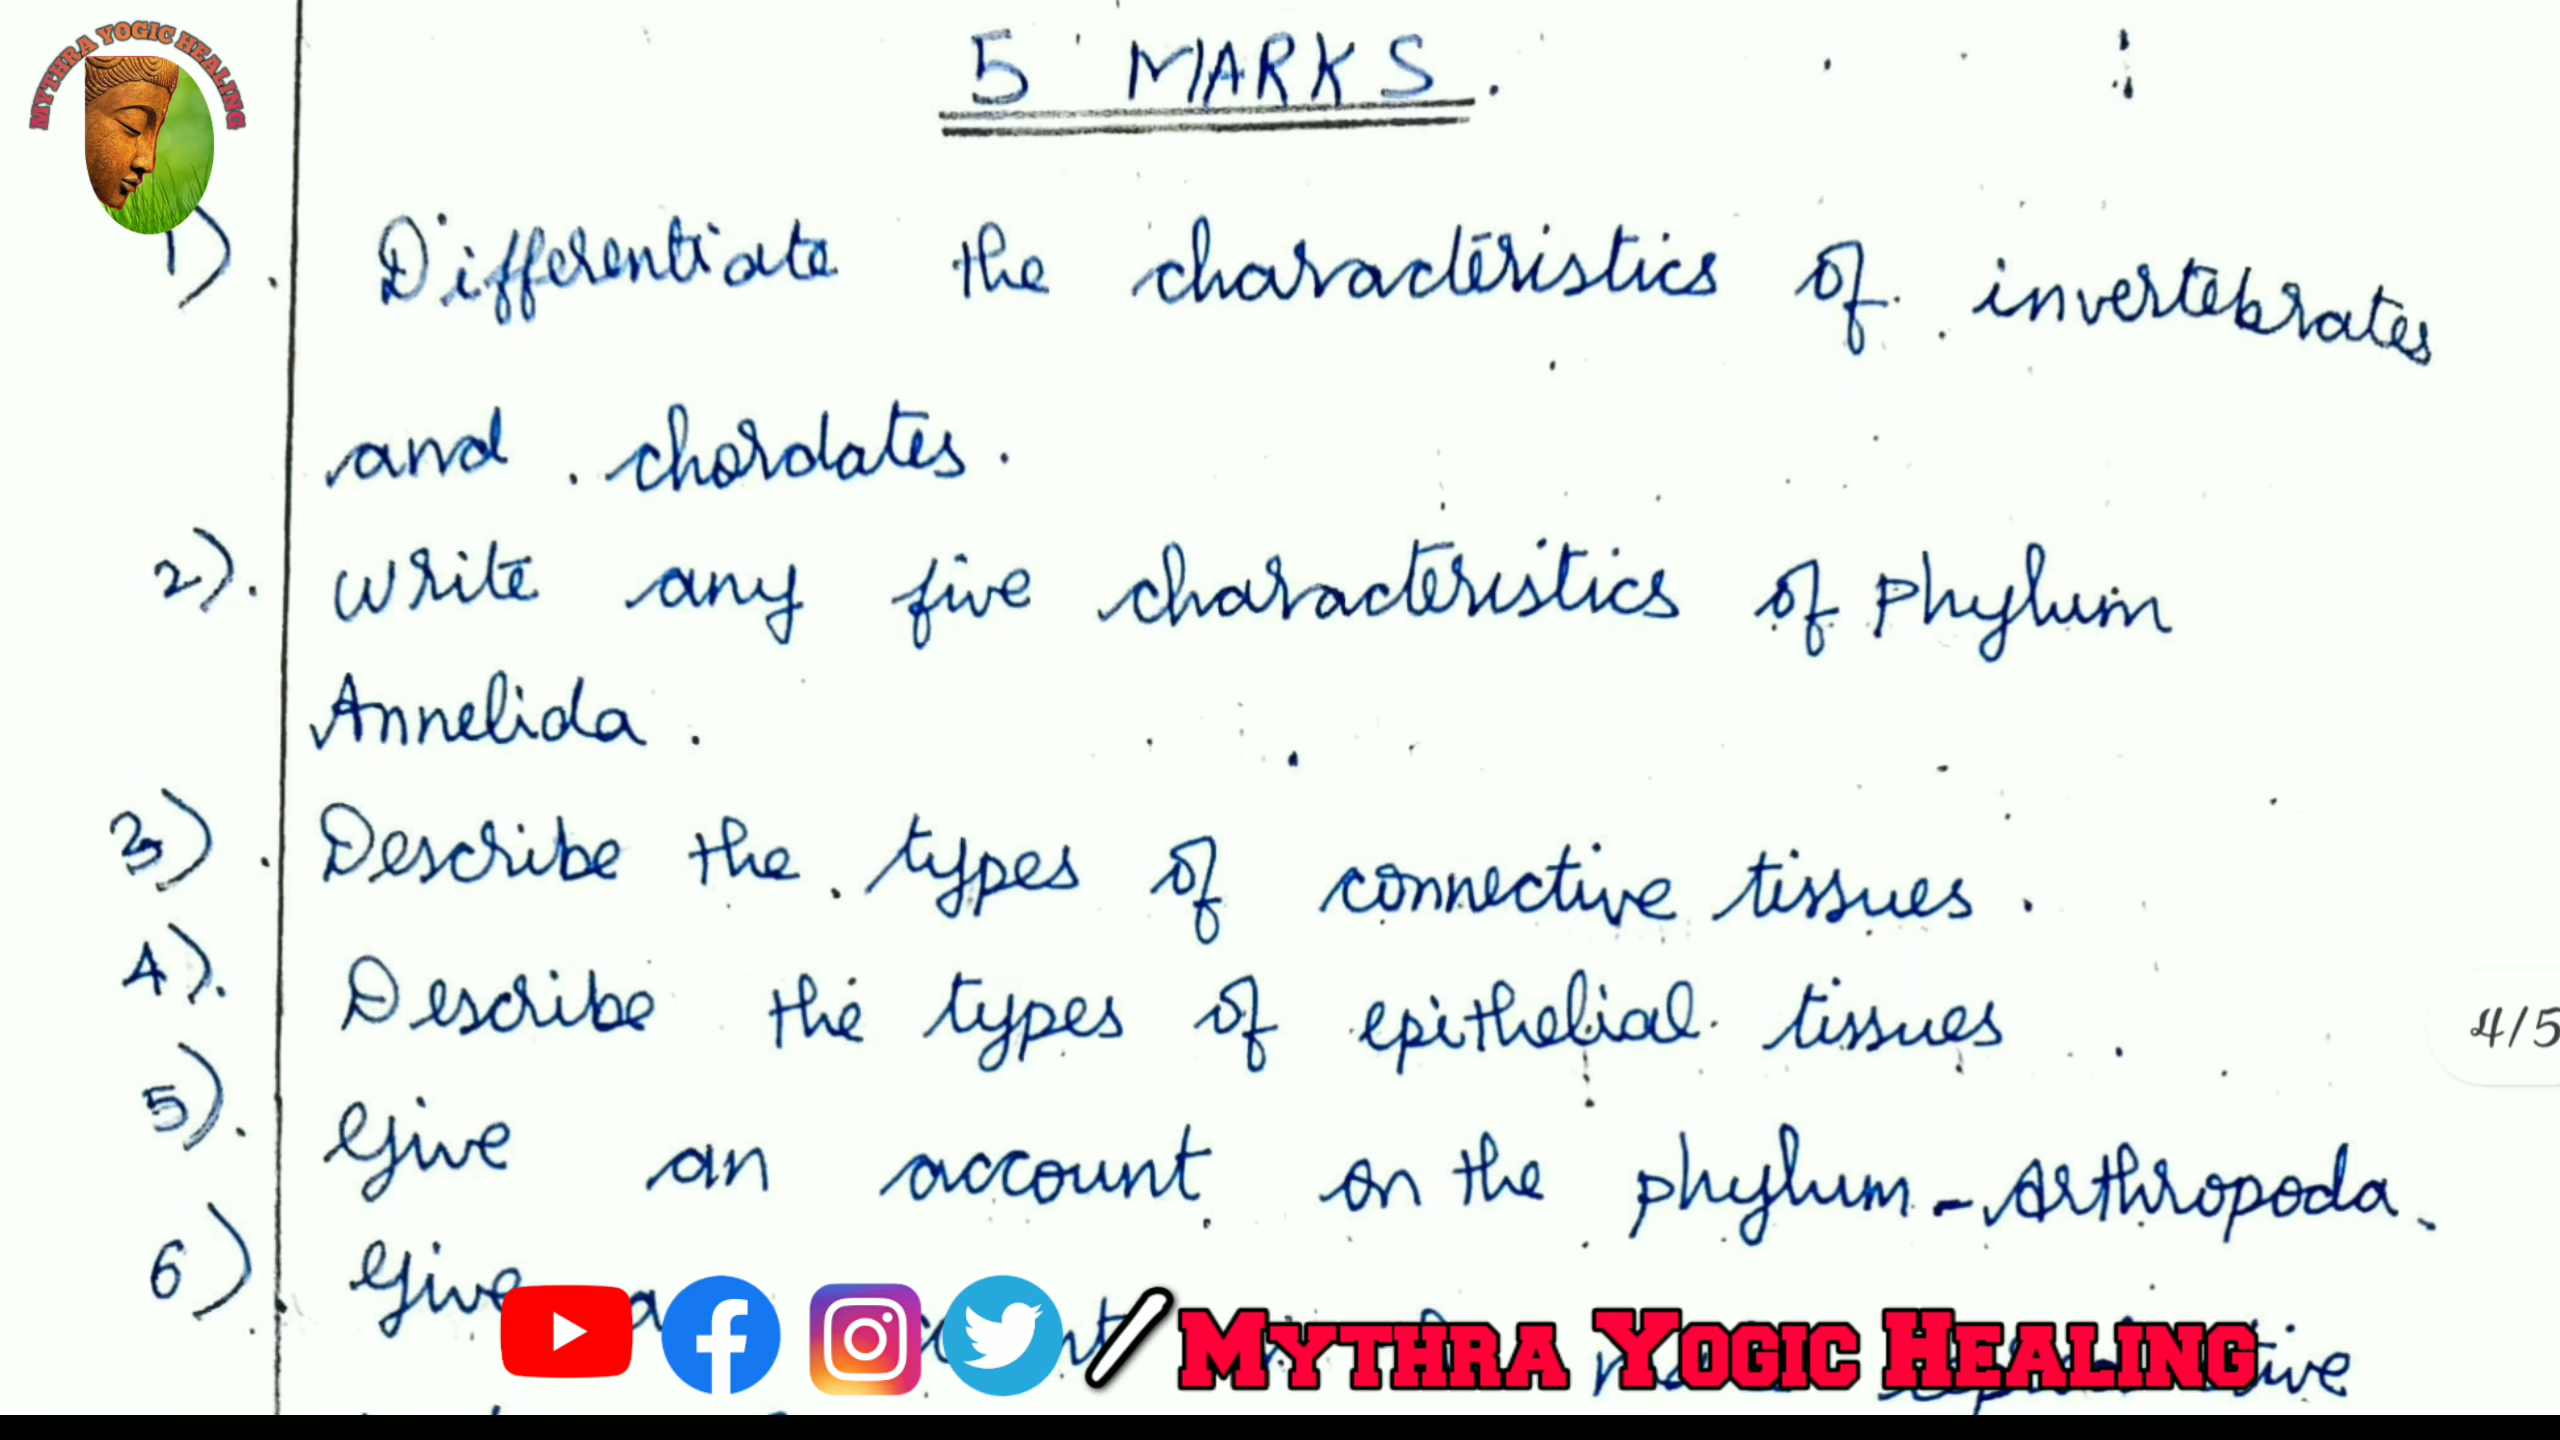 MYTHRA YOGIC HEALING
5 MARKS.
1). Differentiate the characteristics of invertebrates
and chordates.
2). Write any five characteristics of phylum
Annelida.
3). Describe the types of connective tissues.
4). Describe the types of epithelial tissues
4/5
5). Give an account on the phylum - Arthropoda.
6). Give
MYTHRA YOGIC HEALING